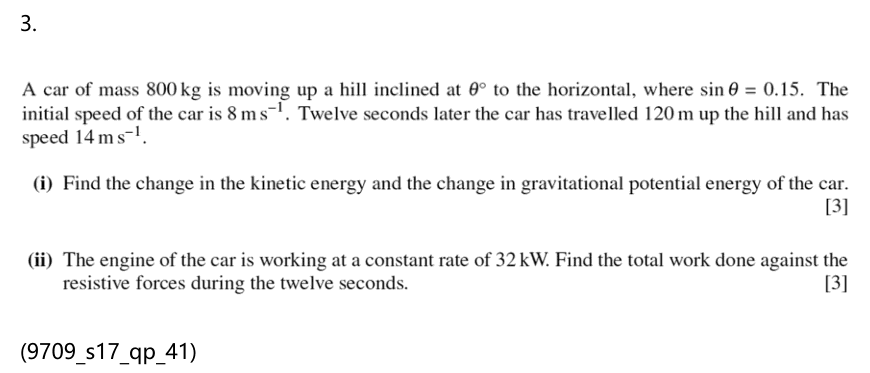 3.
A car of mass 800 kg is moving up a hill inclined at θ° to the horizontal, where sin θ = 0.15. The
initial speed of the car is 8 m s⁻¹. Twelve seconds later the car has travelled 120 m up the hill and has
speed 14 m s⁻¹.
(i) Find the change in the kinetic energy and the change in gravitational potential energy of the car.
[3]
(ii) The engine of the car is working at a constant rate of 32 kW. Find the total work done against the
resistive forces during the twelve seconds. [3]
(9709_s17_qp_41)